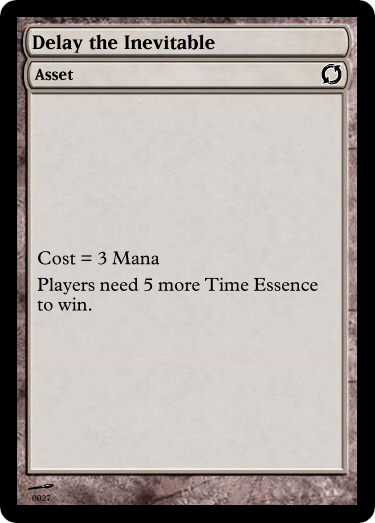 Delay the Inevitable
Asset
Cost = 3 Mana
Players need 5 more Time Essence
to win.
0027